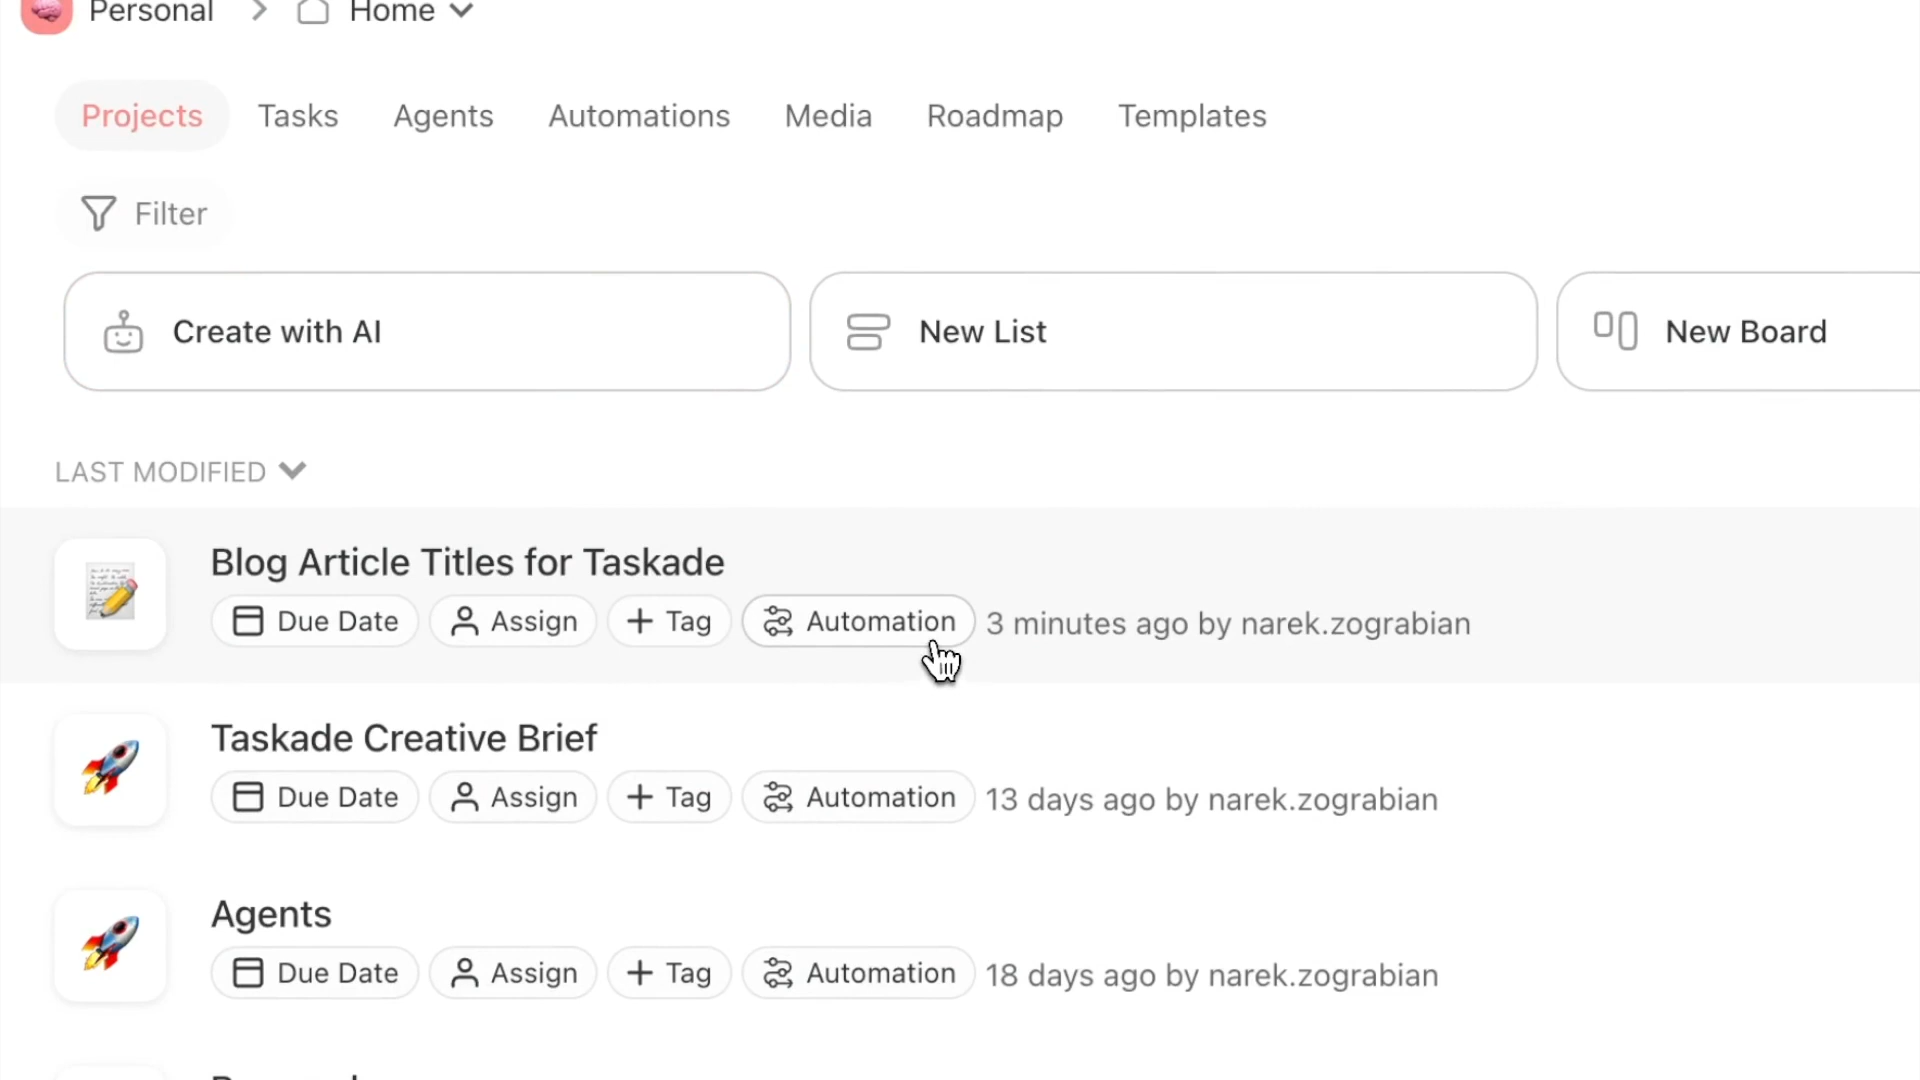 Personal Home
Projects Tasks Agents Automations Media Roadmap Templates
Filter
Create with AI New List New Board
LAST MODIFIED
Blog Article Titles for Taskade
Due Date Assign Tag Automation 3 minutes ago by narek.zograbian
Taskade Creative Brief
Due Date Assign Tag Automation 13 days ago by narek.zograbian
Agents
Due Date Assign Tag Automation 18 days ago by narek.zograbian